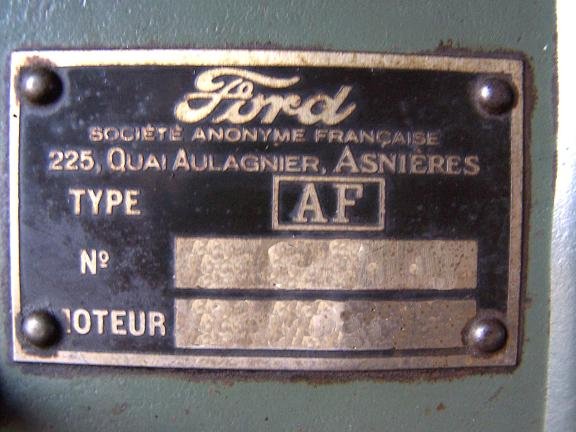 Ford
SOCIÉTÉ ANONYME FRANÇAISE
225, QUAI AULAGNIER, ASNIÈRES
TYPE AF
Nº
MOTEUR